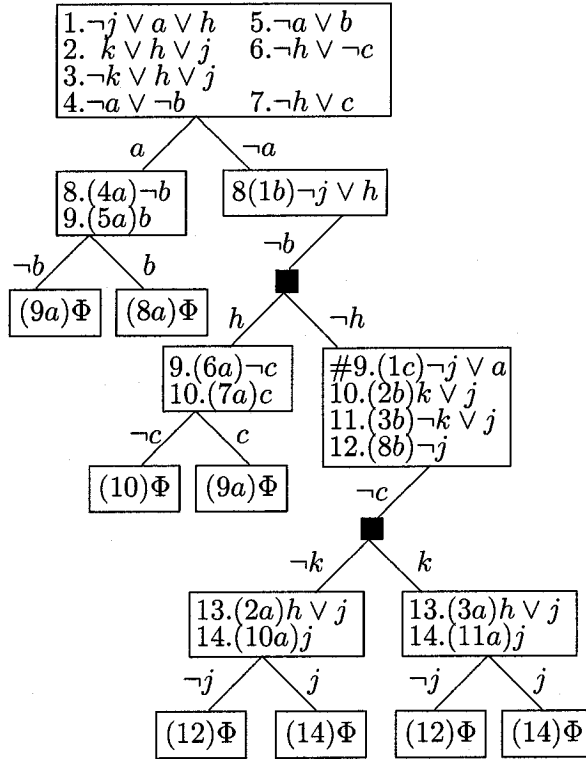 1.¬j ∨ a ∨ h 5.¬a ∨ b
2. k ∨ h ∨ j 6.¬h ∨ ¬c
3.¬k ∨ h ∨ j
4.¬a ∨ ¬b 7.¬h ∨ c
a ¬a
8.(4a)¬b
9.(5a)b
8(1b)¬j ∨ h
¬b b ¬b
(9a)Φ (8a)Φ
h ¬h
9.(6a)¬c
10.(7a)c
#9.(1c)¬j ∨ a
10.(2b)k ∨ j
11.(3b)¬k ∨ j
12.(8b)¬j
¬c c ¬c
(10)Φ (9a)Φ
¬k k
13.(2a)h ∨ j
14.(10a)j
13.(3a)h ∨ j
14.(11a)j
¬j j ¬j j
(12)Φ (14)Φ (12)Φ (14)Φ